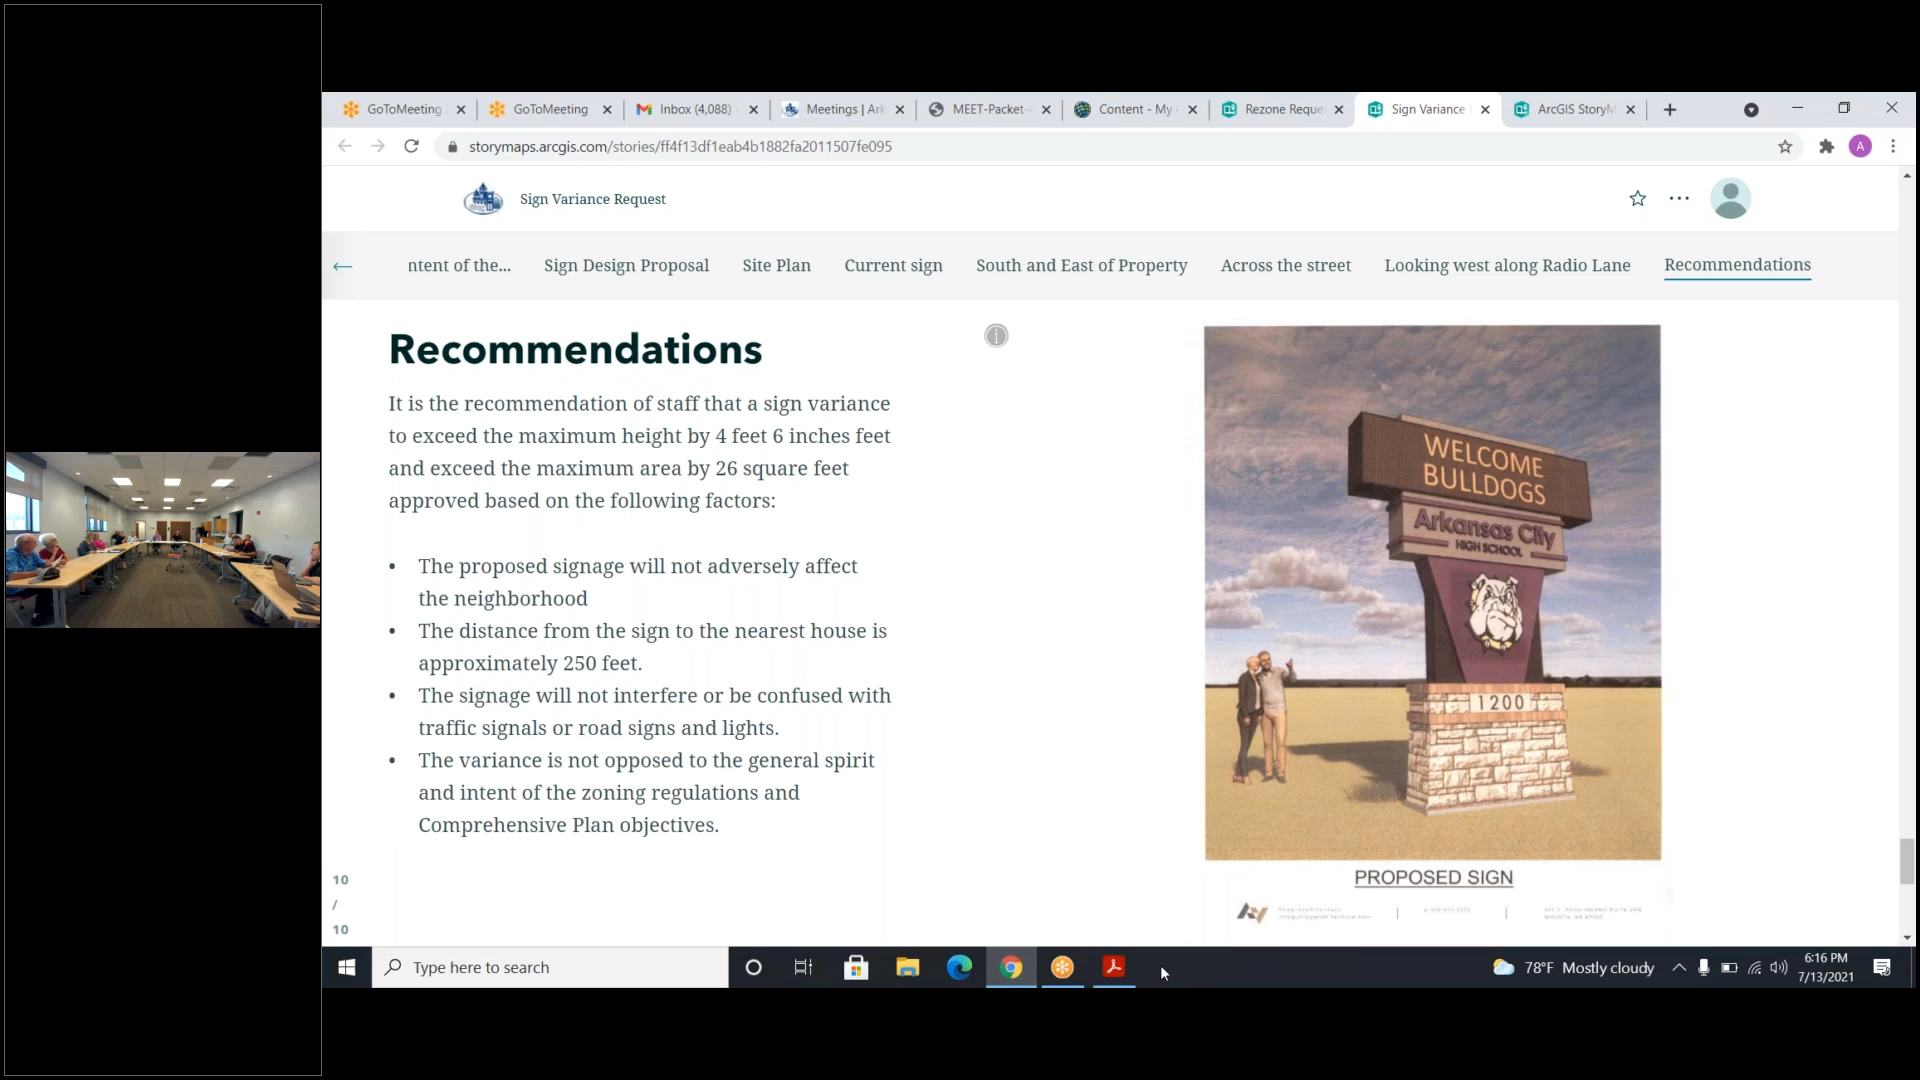 GoToMeeting
GoToMeeting
Inbox (4,088)
Meetings | Ark
MEET-Packet-
Content - My
Rezone Reque
Sign Variance
ArcGIS StoryM
storymaps.arcgis.com/stories/ff4f13df1eab4b1882fa2011507fe095
A
Sign Variance Request
ntent of the... Sign Design Proposal Site Plan Current sign South and East of Property Across the street Looking west along Radio Lane Recommendations
Recommendations
It is the recommendation of staff that a sign variance
to exceed the maximum height by 4 feet 6 inches feet
and exceed the maximum area by 26 square feet
approved based on the following factors:
• The proposed signage will not adversely affect
the neighborhood
• The distance from the sign to the nearest house is
approximately 250 feet.
• The signage will not interfere or be confused with
traffic signals or road signs and lights.
• The variance is not opposed to the general spirit
and intent of the zoning regulations and
Comprehensive Plan objectives.
10
/
10
WELCOME
BULLDOGS
Arkansas City
HIGH SCHOOL
1200
PROPOSED SIGN
Type here to search
78°F Mostly cloudy
6:16 PM
7/13/2021